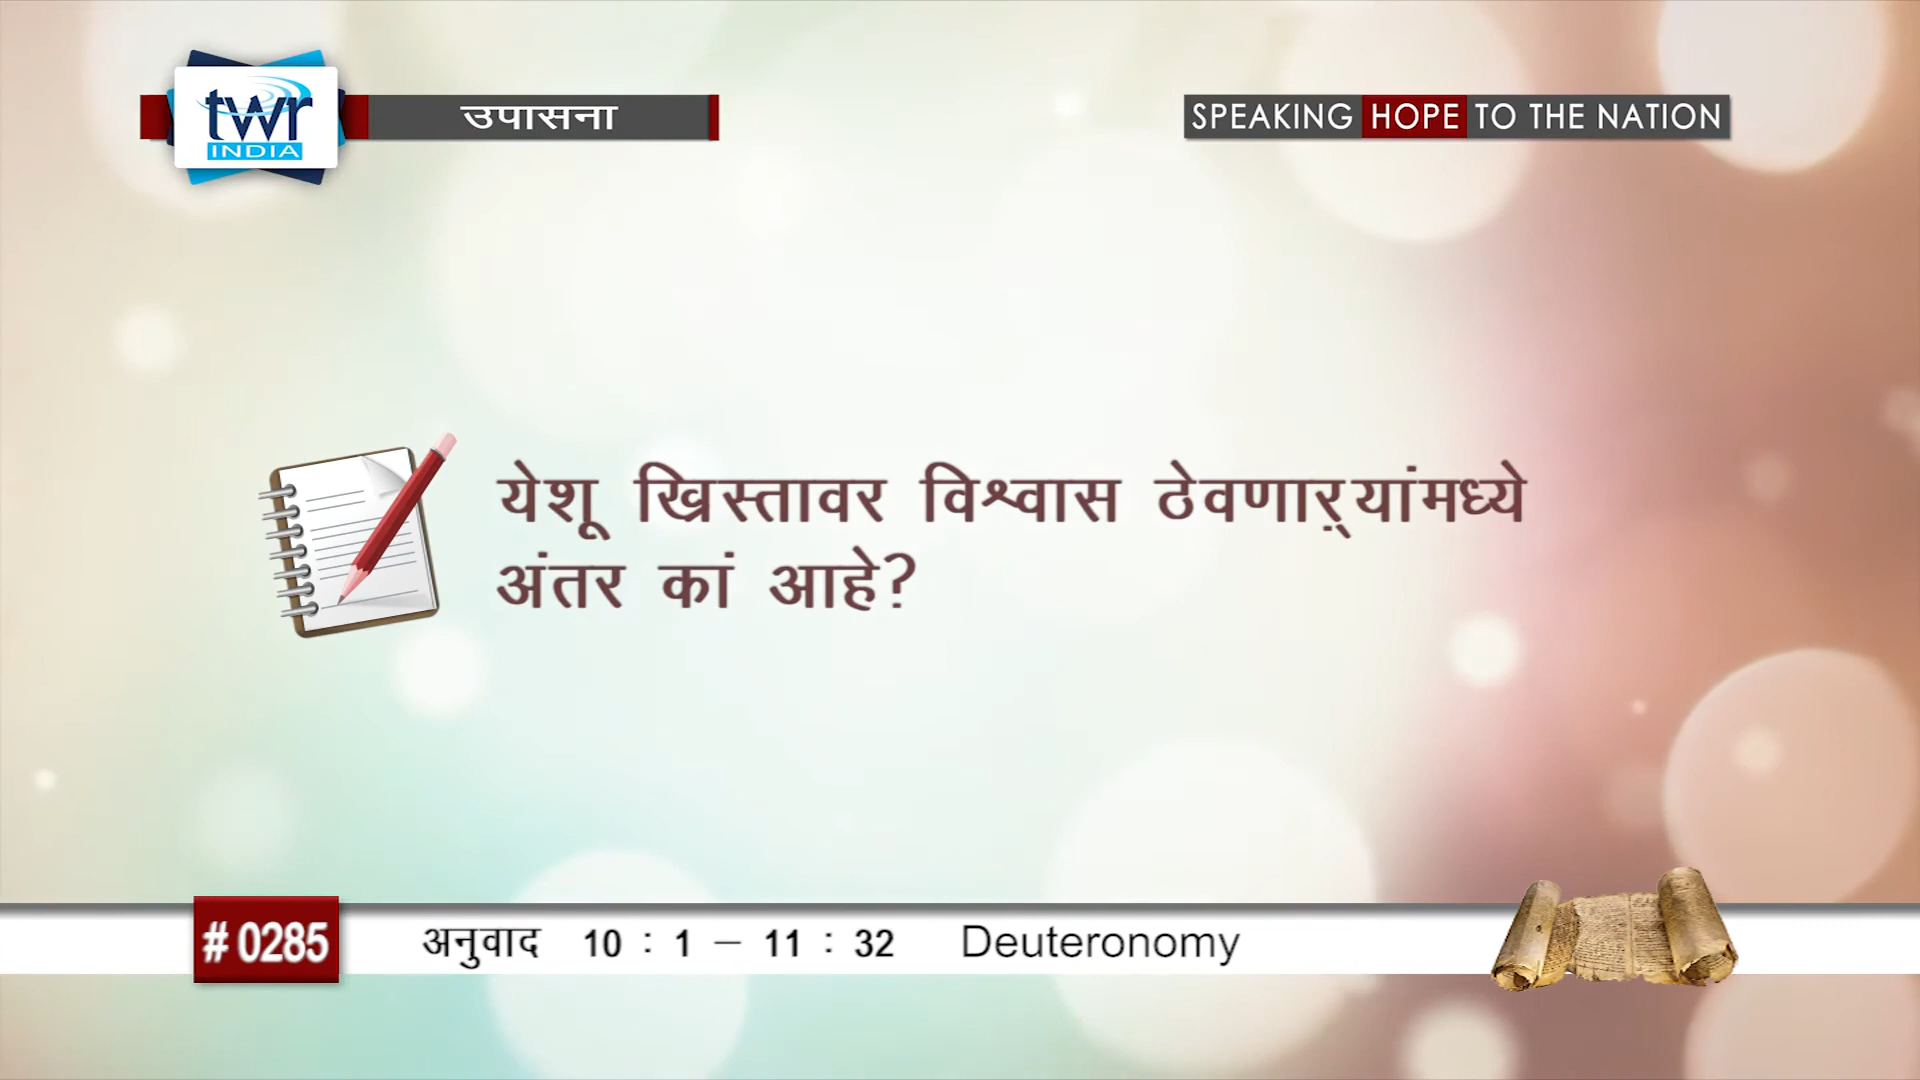 twr
INDIA
उपासना
SPEAKING HOPE TO THE NATION
येशू ख्रिस्तावर विश्वास ठेवणाऱ्यांमध्ये
अंतर कां आहे?
# 0285
अनुवाद 10 : 1 – 11 : 32 Deuteronomy